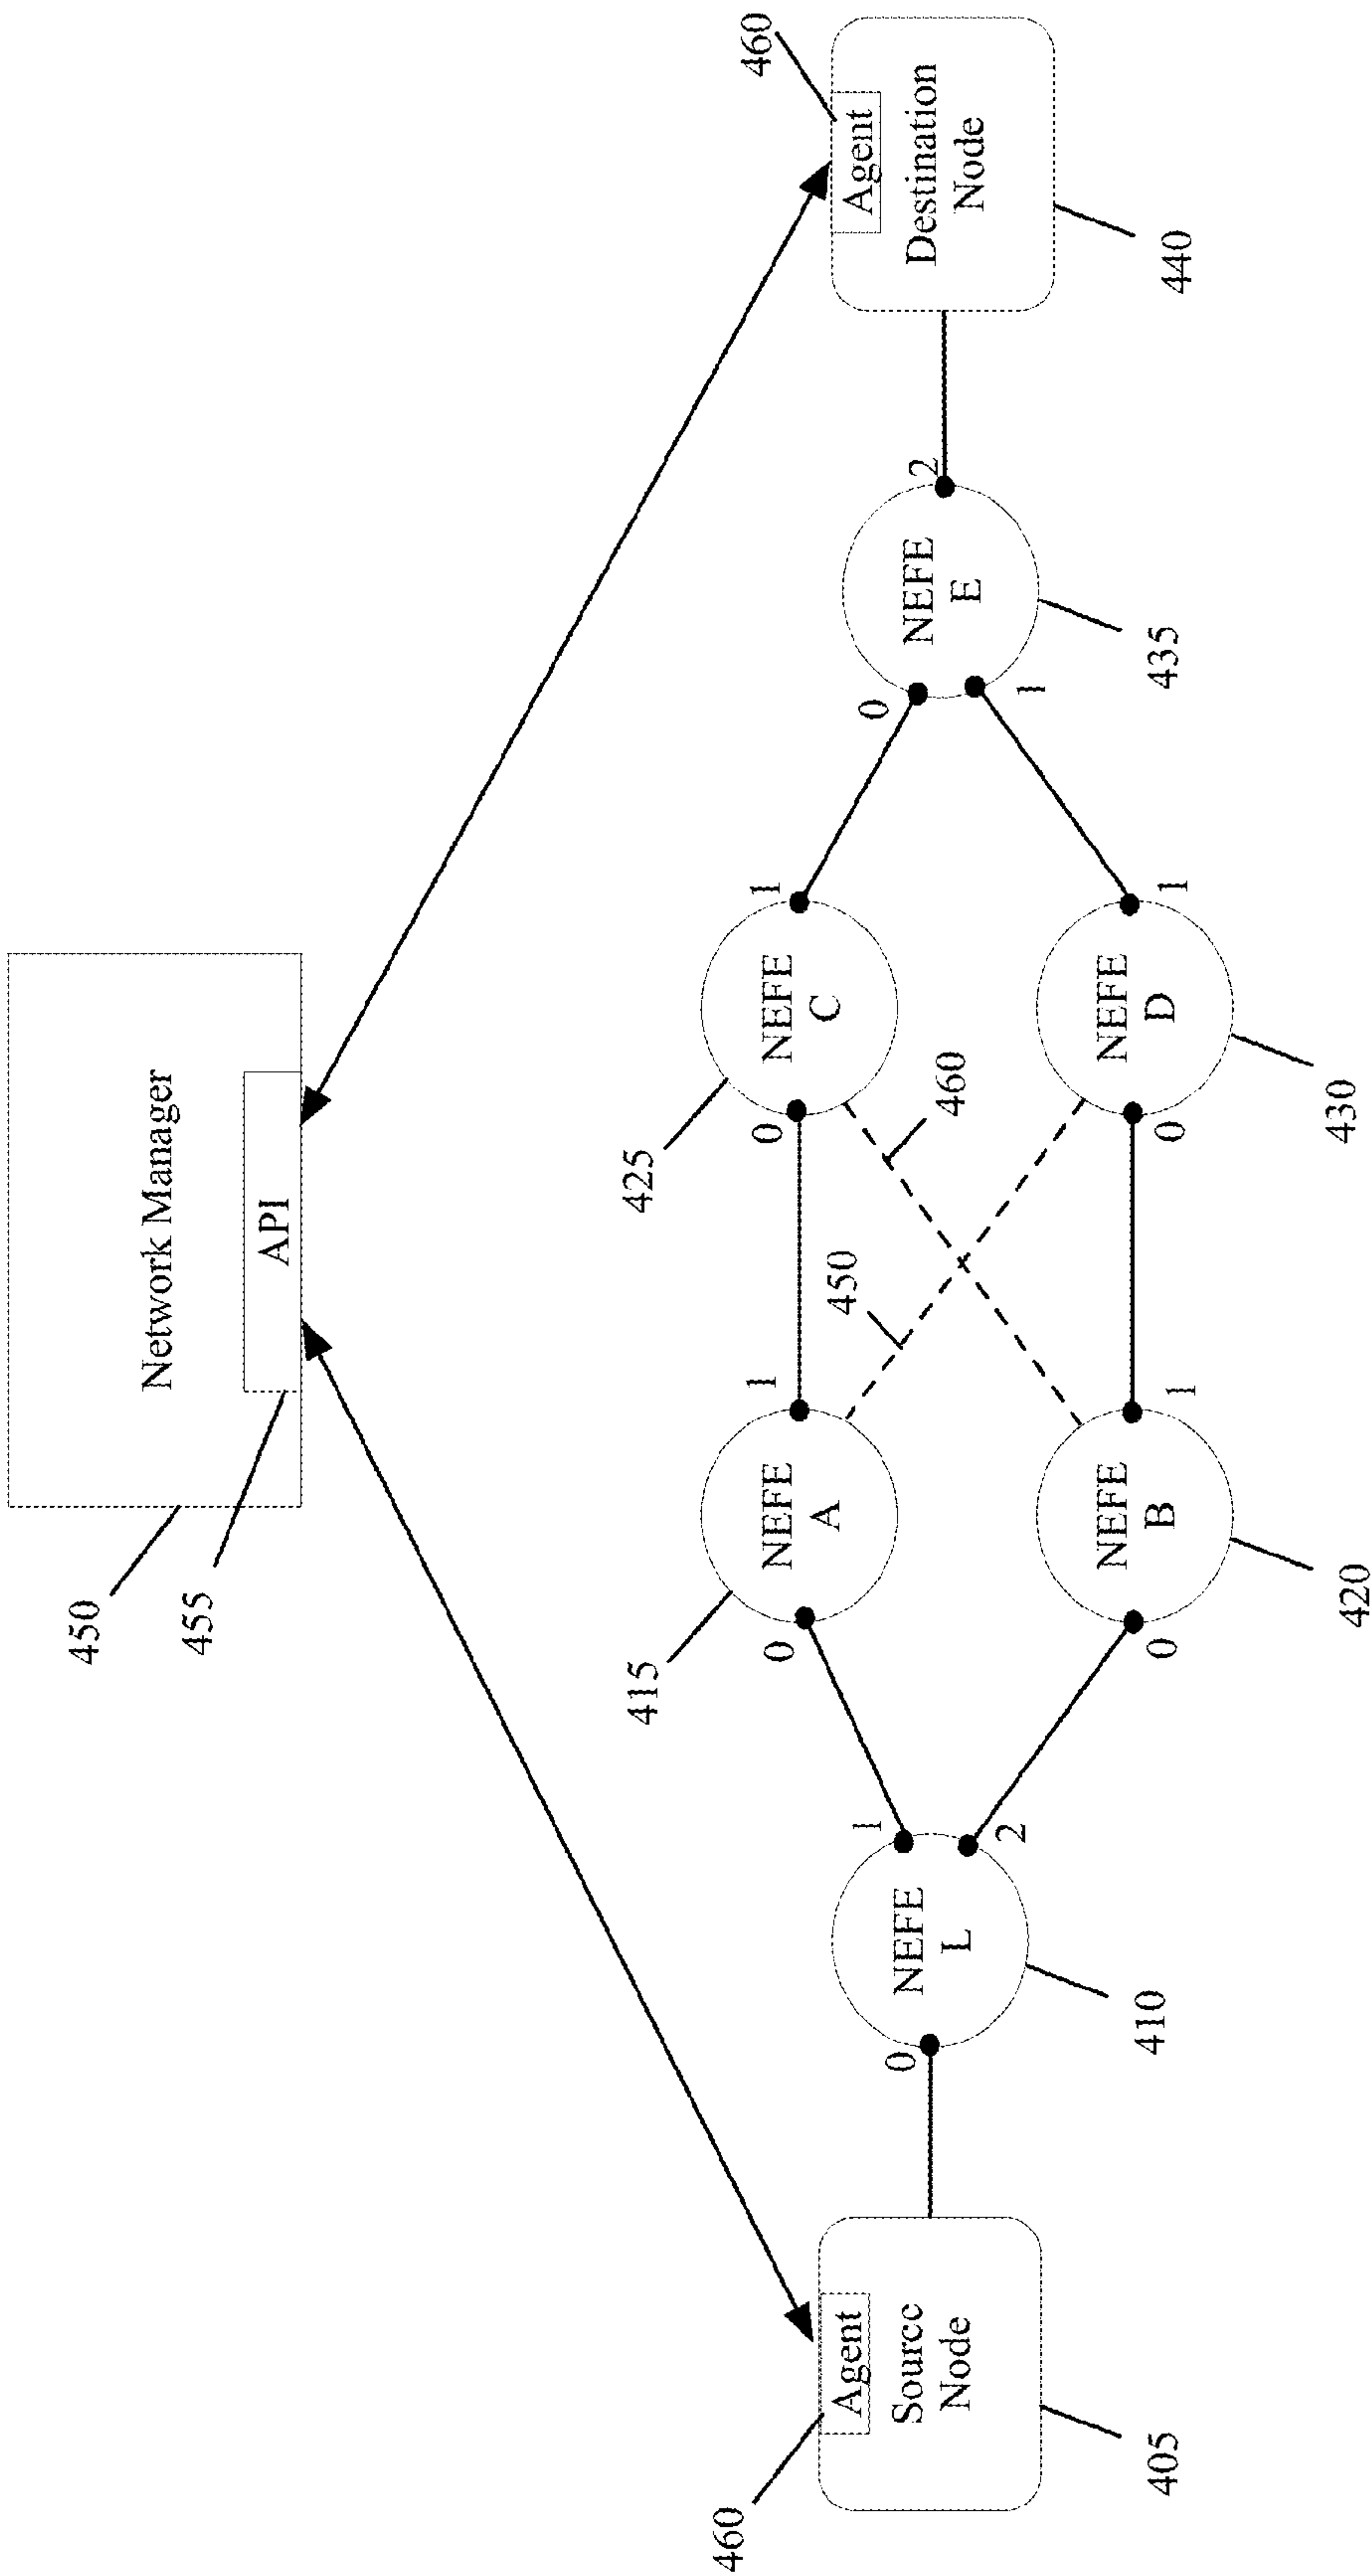 450
Network Manager
455
API
460
Agent
Source
Node
405
0
NEFE
L
410
1
2
415
0
NEFE
A
1
0
NEFE
B
1
420
450
460
425
0
NEFE
C
1
0
NEFE
D
1
430
0
1
NEFE
E
2
435
460
Agent
Destination
Node
440